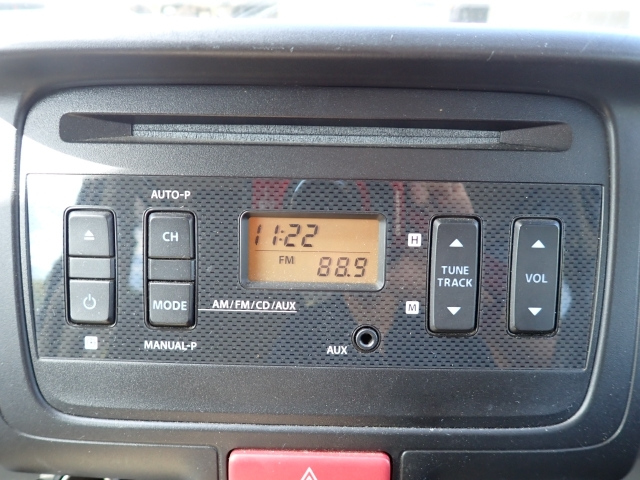 AUTO-P
CH
11:22
FM
88.9
H
TUNE
TRACK
VOL
MODE
AM/FM/CD/AUX
M
MANUAL-P
AUX